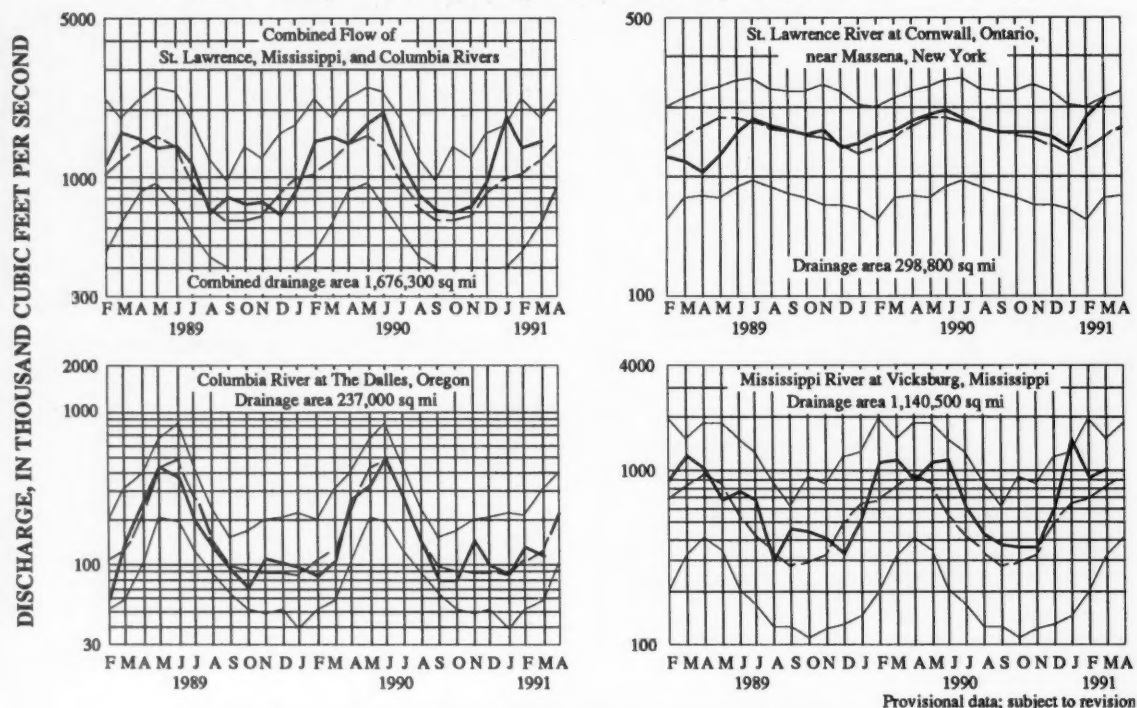 DISCHARGE, IN THOUSAND CUBIC FEET PER SECOND
5000
1000
300
Combined Flow of
St. Lawrence, Mississippi, and Columbia Rivers
Combined drainage area 1,676,300 sq mi
F M A M J J A S O N D J F M A M J J A S O N D J F M A
1989 1990 1991
500
100
St. Lawrence River at Cornwall, Ontario,
near Massena, New York
Drainage area 298,800 sq mi
F M A M J J A S O N D J F M A M J J A S O N D J F M A
1989 1990 1991
2000
1000
100
30
Columbia River at The Dalles, Oregon
Drainage area 237,000 sq mi
F M A M J J A S O N D J F M A M J J A S O N D J F M A
1989 1990 1991
4000
1000
100
Mississippi River at Vicksburg, Mississippi
Drainage area 1,140,500 sq mi
F M A M J J A S O N D J F M A M J J A S O N D J F M A
1989 1990 1991
Provisional data; subject to revision